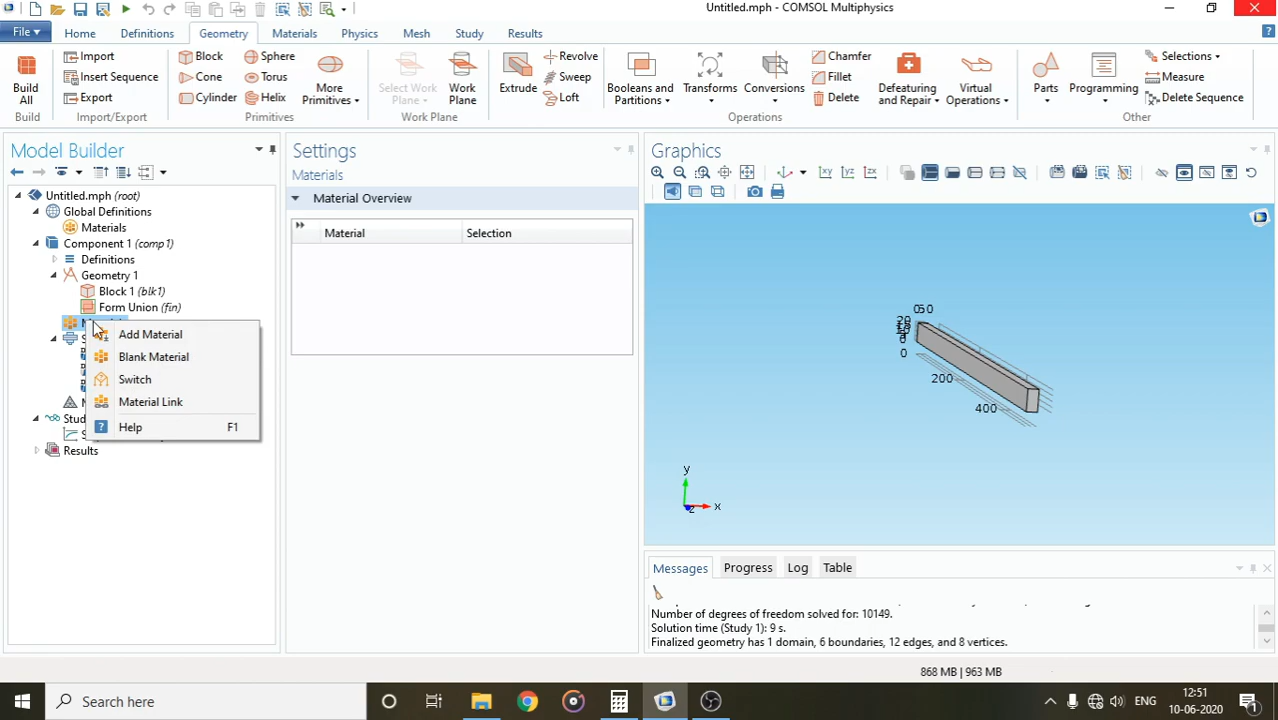 Untitled.mph - COMSOL Multiphysics
File
Home
Definitions
Geometry
Materials
Physics
Mesh
Study
Results
Build All
Build
Import
Insert Sequence
Export
Import/Export
Block
Cone
Cylinder
Sphere
Torus
Helix
More Primitives
Primitives
Select Work Plane
Work Plane
Work Plane
Extrude
Revolve
Sweep
Loft
Booleans and Partitions
Transforms
Conversions
Chamfer
Fillet
Delete
Defeaturing and Repair
Virtual Operations
Operations
Parts
Programming
Selections
Measure
Delete Sequence
Other
Model Builder
Untitled.mph (root)
Global Definitions
Materials
Component 1 (comp1)
Definitions
Geometry 1
Block 1 (blk1)
Form Union (fin)
Results
Add Material
Blank Material
Switch
Material Link
Help F1
Settings
Materials
Material Overview
Material Selection
Graphics
xy yz zx
0 50
20
0
0
200
400
y
x
z
Messages Progress Log Table
Number of degrees of freedom solved for: 10149.
Solution time (Study 1): 9 s.
Finalized geometry has 1 domain, 6 boundaries, 12 edges, and 8 vertices.
868 MB | 963 MB
Search here
ENG
12:51
10-06-2020